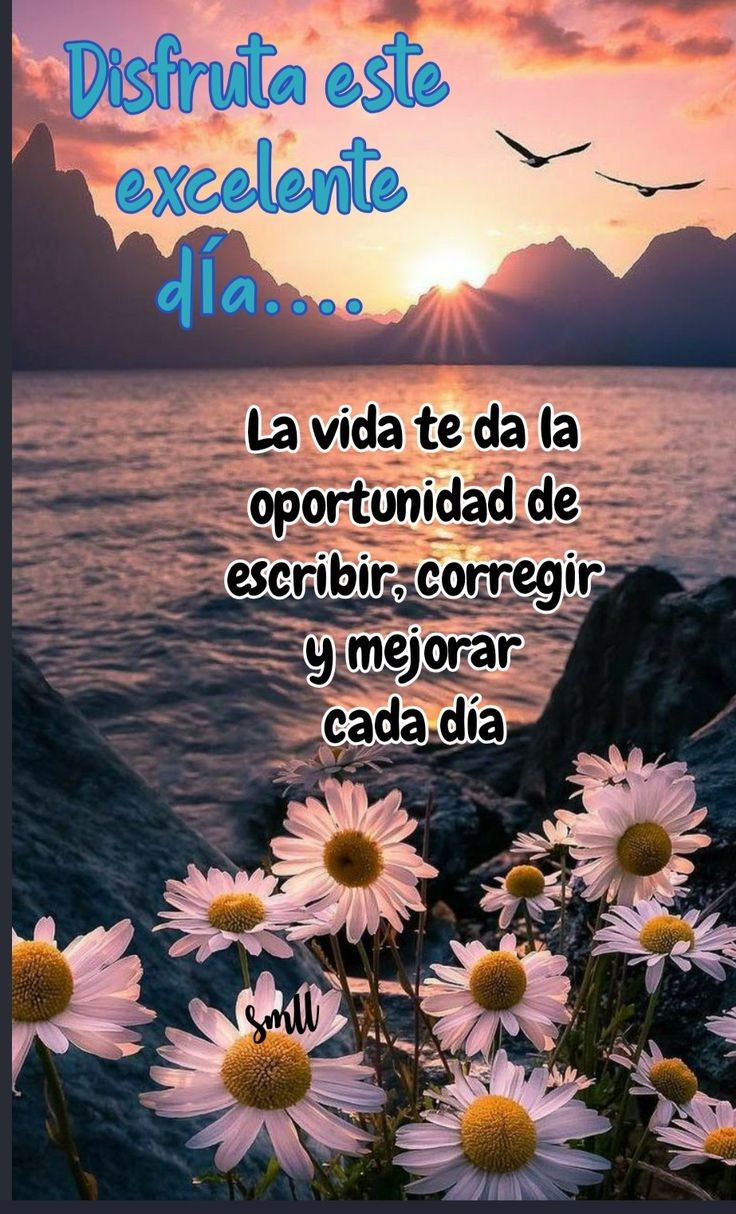 Disfruta este
excelente
día....
La vida te da la
oportunidad de
escribir, corregir
y mejorar
cada día
Smll